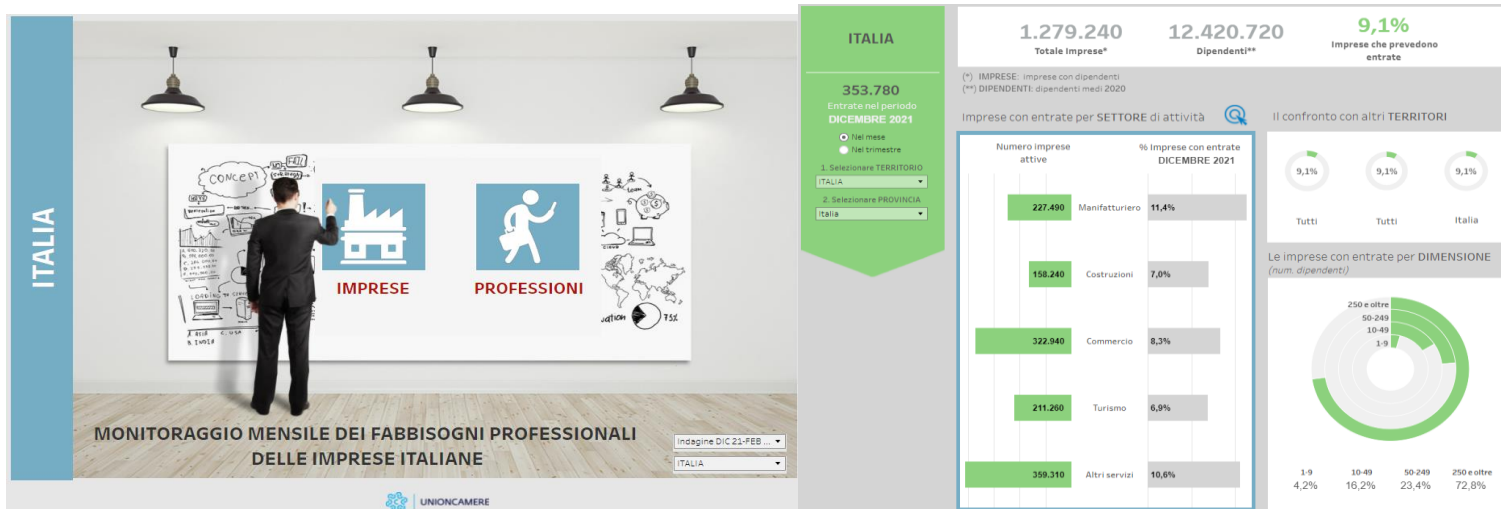 ITALIA
CONCEPT
FAIL
IMPRESE
PROFESSIONI
75%
MONITORAGGIO MENSILE DEI FABBISOGNI PROFESSIONALI
DELLE IMPRESE ITALIANE
Indagine DIC 21-FEB ...
ITALIA
UNIONCAMERE
ITALIA
353.780
Entrate nel periodo
DICEMBRE 2021
Nel mese
Nel trimestre
1. Selezionare TERRITORIO
ITALIA
2. Selezionare PROVINCIA
Italia
1.279.240 12.420.720 9,1%
Totale Imprese* Dipendenti** Imprese che prevedono
entrate
(*) IMPRESE: imprese con dipendenti
(**) DIPENDENTI: dipendenti medi 2020
Imprese con entrate per SETTORE di attività
Numero imprese
attive
% Imprese con entrate
DICEMBRE 2021
227.490 Manifatturiero 11,4%
158.240 Costruzioni 7,0%
322.940 Commercio 8,3%
211.260 Turismo 6,9%
359.310 Altri servizi 10,6%
Il confronto con altri TERRITORI
9,1% 9,1% 9,1%
Tutti Tutti Italia
Le imprese con entrate per DIMENSIONE
(num. dipendenti)
250 e oltre
50-249
10-49
1-9
1-9 10-49 50-249 250 e oltre
4,2% 16,2% 23,4% 72,8%